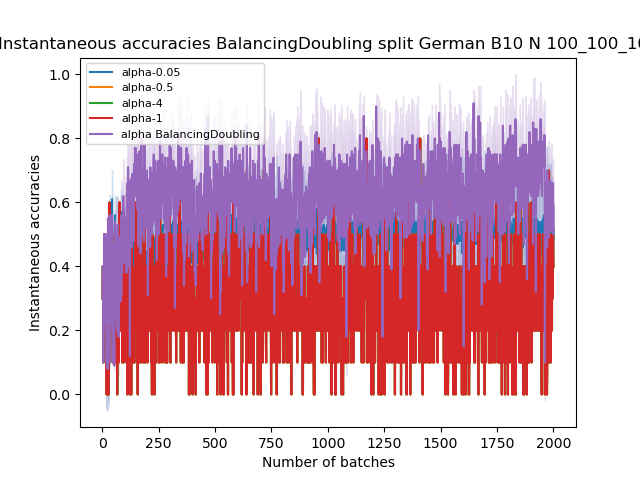 Instantaneous accuracies BalancingDoubling split German B10 N 100_100_10
alpha-0.05
alpha-0.5
alpha-4
alpha-1
alpha BalancingDoubling
1.0
0.8
0.6
0.4
0.2
0.0
Instantaneous accuracies
0 250 500 750 1000 1250 1500 1750 2000
Number of batches